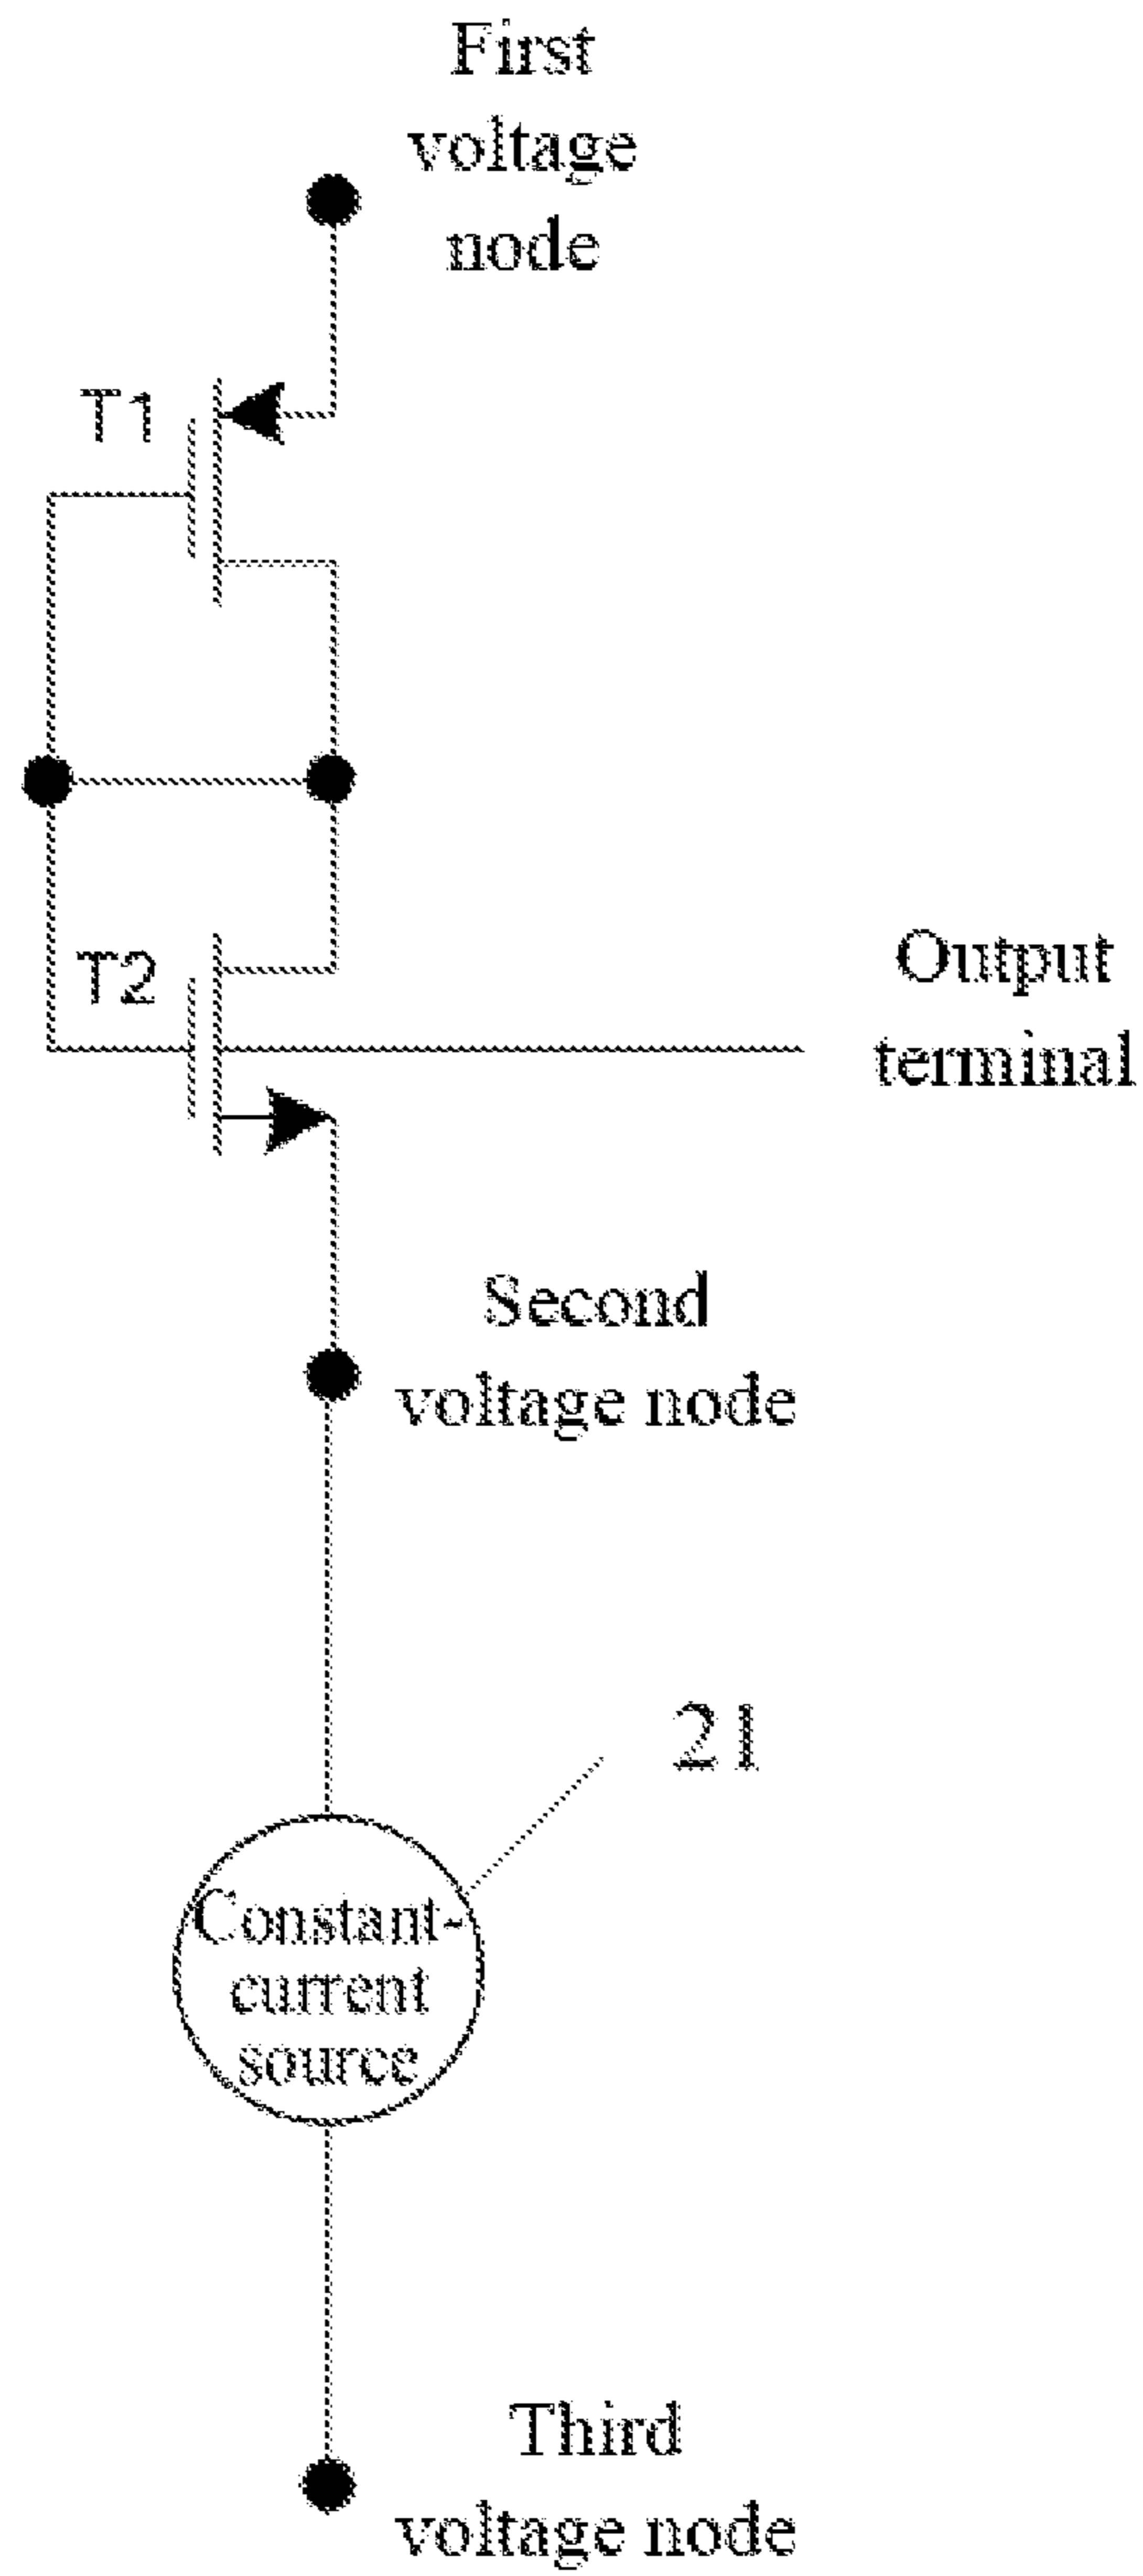 First
voltage
node
T1
T2
Output
terminal
Second
voltage node
21
Constant-
current
source
Third
voltage node